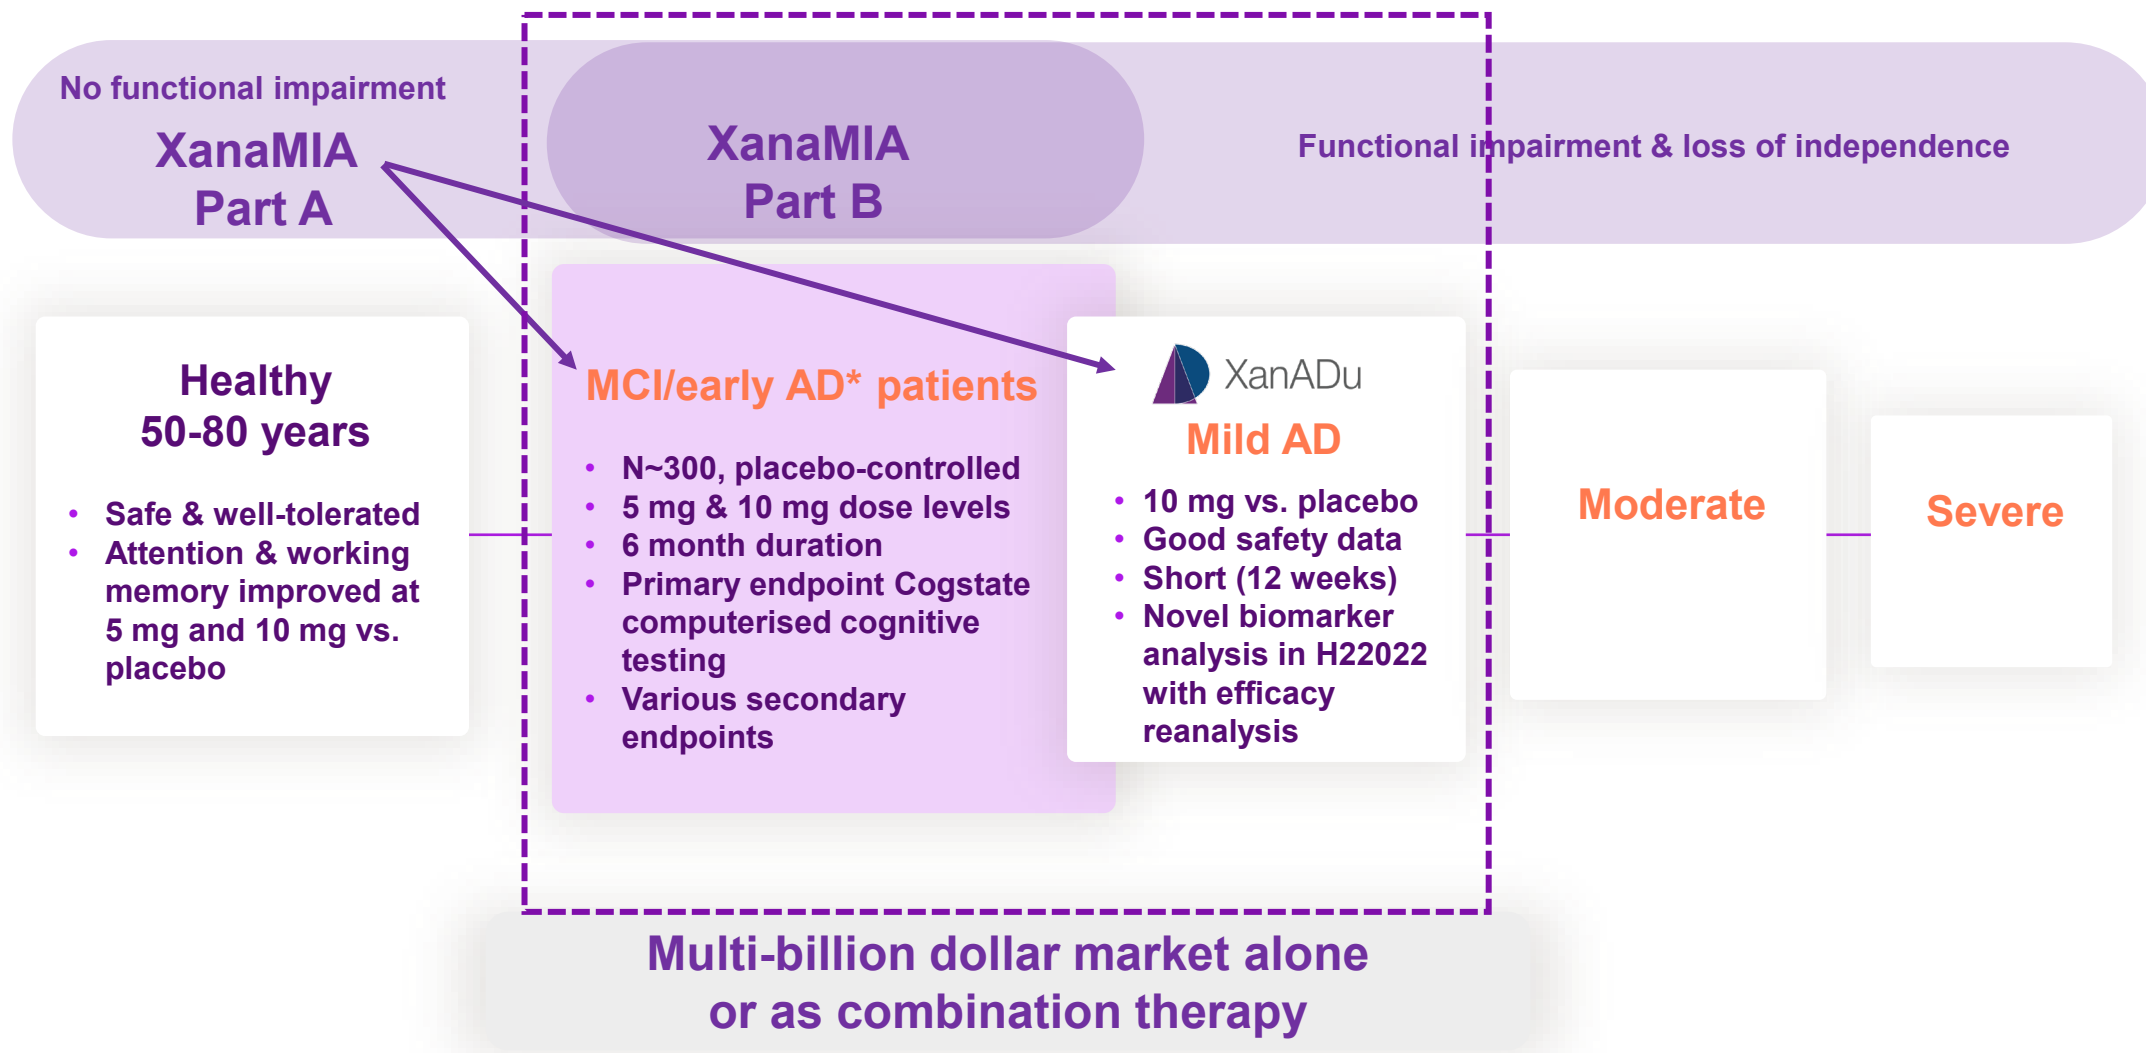 No functional impairment
XanaMIA
Part A
XanaMIA
Part B
Functional impairment & loss of independence
Healthy
50-80 years
• Safe & well-tolerated
• Attention & working
memory improved at
5 mg and 10 mg vs.
placebo
MCI/early AD* patients
• N~300, placebo-controlled
• 5 mg & 10 mg dose levels
• 6 month duration
• Primary endpoint Cogstate
computerised cognitive
testing
• Various secondary
endpoints
XanADu
Mild AD
• 10 mg vs. placebo
• Good safety data
• Short (12 weeks)
• Novel biomarker
analysis in H22022
with efficacy
reanalysis
Moderate
Severe
Multi-billion dollar market alone
or as combination therapy